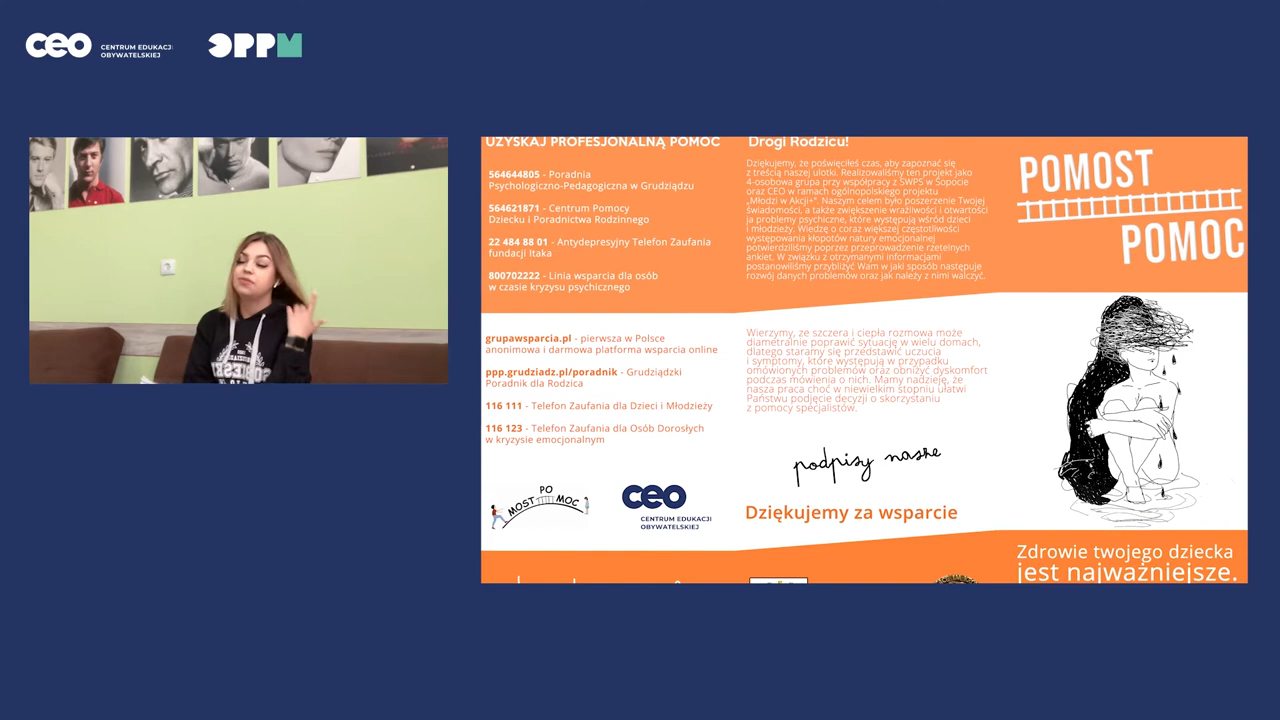 ceo CENTRUM EDUKACJI
OBYWATELSKIEJ
UZYSKAJ PROFESJONALNĄ POMOC
564644805 - Poradnia
Psychologiczno-Pedagogiczna w Grudziądzu
564621871 - Centrum Pomocy
Dziecku i Poradnictwa Rodzinnego
22 484 88 01 - Antydepresyjny Telefon Zaufania
fundacji Itaka
800702222 - Linia wsparcia dla osób
w czasie kryzysu psychicznego
grupawsparcia.pl - pierwsza w Polsce
anonimowa i darmowa platforma wsparcia online
ppp.grudziadz.pl/poradnik - Grudziądzki
Poradnik dla Rodzica
116 111 - Telefon Zaufania dla Dzieci i Młodzieży
116 123 - Telefon Zaufania dla Osób Dorosłych
w kryzysie emocjonalnym
PO
MOST MOC
ceo
CENTRUM EDUKACJI
OBYWATELSKIEJ
Drogi Rodzicu!
Dziękujemy, że poświęciłeś czas, aby zapoznać się
z treścią naszej ulotki. Realizowaliśmy ten projekt jako
4-osobowa grupa przy współpracy z SWPS w Sopocie
oraz CEO w ramach ogólnopolskiego projektu
„Młodzi w Akcji+". Naszym celem było poszerzenie Twojej
świadomości, a także zwiększenie wrażliwości i otwartości
ja problemy psychiczne, które występują wśród dzieci
i młodzieży. Wiedzę o coraz większej częstotliwości
występowania kłopotów natury emocjonalnej
potwierdziliśmy poprzez przeprowadzenie rzetelnych
ankiet. W związku z otrzymanymi informacjami
postanowiliśmy przybliżyć Wam w jaki sposób następuje
rozwój danych problemów oraz jak należy z nimi walczyć.
Wierzymy, że szczera i ciepła rozmowa może
diametralnie poprawić sytuację w wielu domach,
dlatego staramy się przedstawić uczucia
i symptomy, które występują w przypadku
omówionych problemów oraz obniżyć dyskomfort
podczas mówienia o nich. Mamy nadzieję, że
nasza praca choć w niewielkim stopniu ułatwi
Państwu podjęcie decyzji o skorzystaniu
z pomocy specjalistów.
podpisy nasze
Dziękujemy za wsparcie
POMOST
POMOC
Zdrowie twojego dziecka
jest najważniejsze.